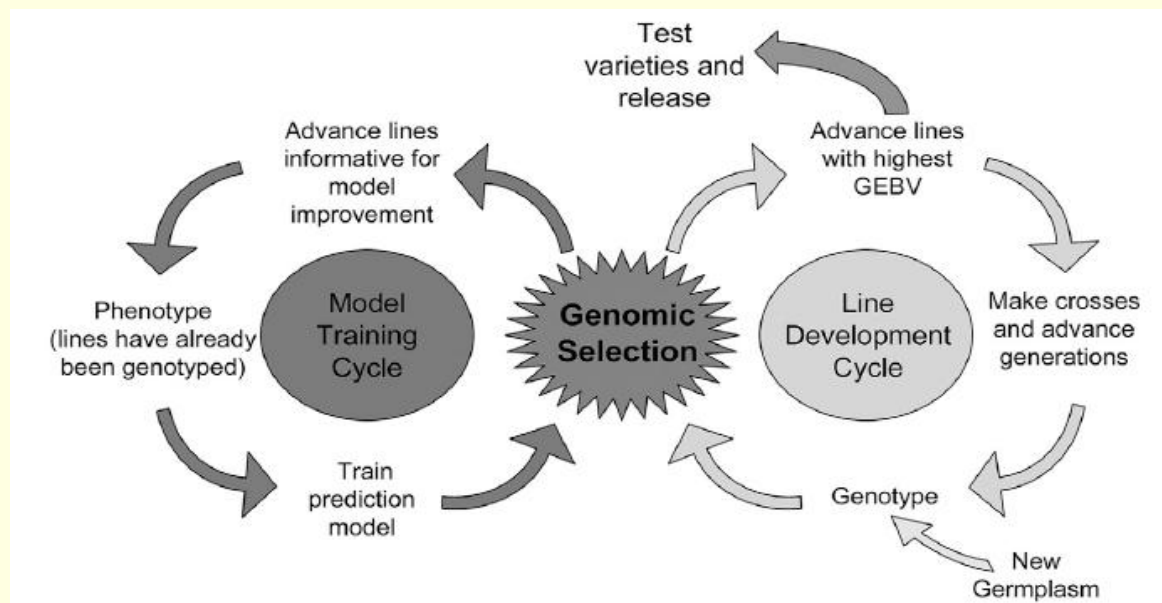 Test
varieties and
release
Advance lines
informative for
model
improvement
Advance lines
with highest
GEBV
Phenotype
(lines have already
been genotyped)
Model
Training
Cycle
Genomic
Selection
Line
Development
Cycle
Make crosses
and advance
generations
Train
prediction
model
Genotype
New
Germplasm